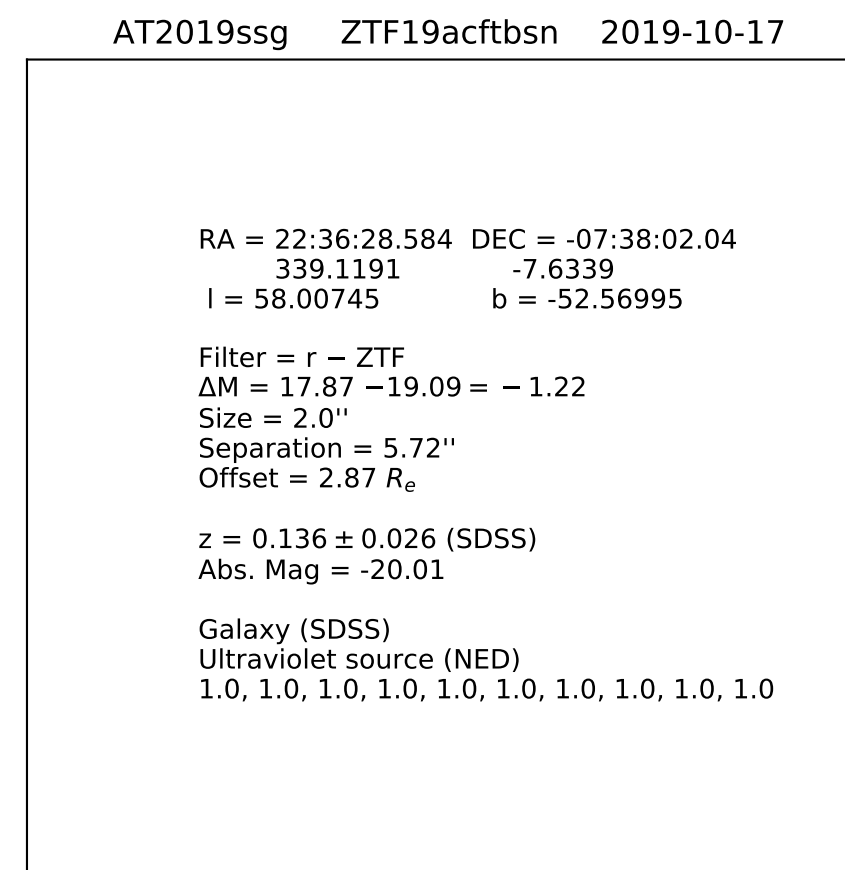 AT2019ssg ZTF19acftbsn 2019-10-17
RA = 22:36:28.584 DEC = -07:38:02.04
339.1191 -7.6339
l = 58.00745 b = -52.56995
Filter = r − ZTF
ΔM = 17.87 −19.09 = − 1.22
Size = 2.0''
Separation = 5.72''
Offset = 2.87 Rₑ
z = 0.136 ± 0.026 (SDSS)
Abs. Mag = -20.01
Galaxy (SDSS)
Ultraviolet source (NED)
1.0, 1.0, 1.0, 1.0, 1.0, 1.0, 1.0, 1.0, 1.0, 1.0